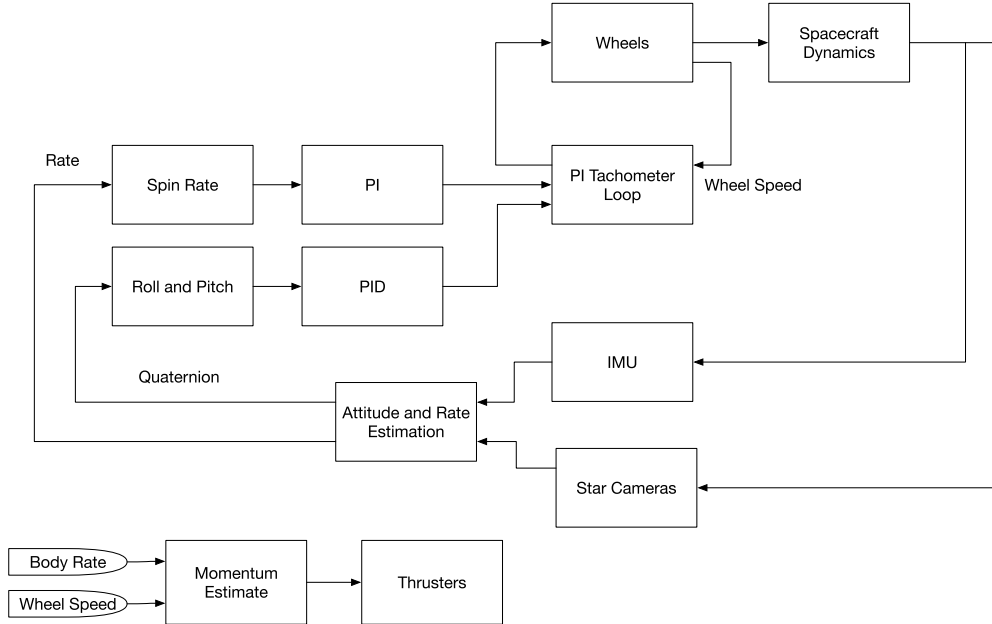 Wheels
Spacecraft
Dynamics
Rate
Spin Rate
PI
PI Tachometer
Loop
Wheel Speed
Roll and Pitch
PID
IMU
Quaternion
Attitude and Rate
Estimation
Star Cameras
Body Rate
Wheel Speed
Momentum
Estimate
Thrusters